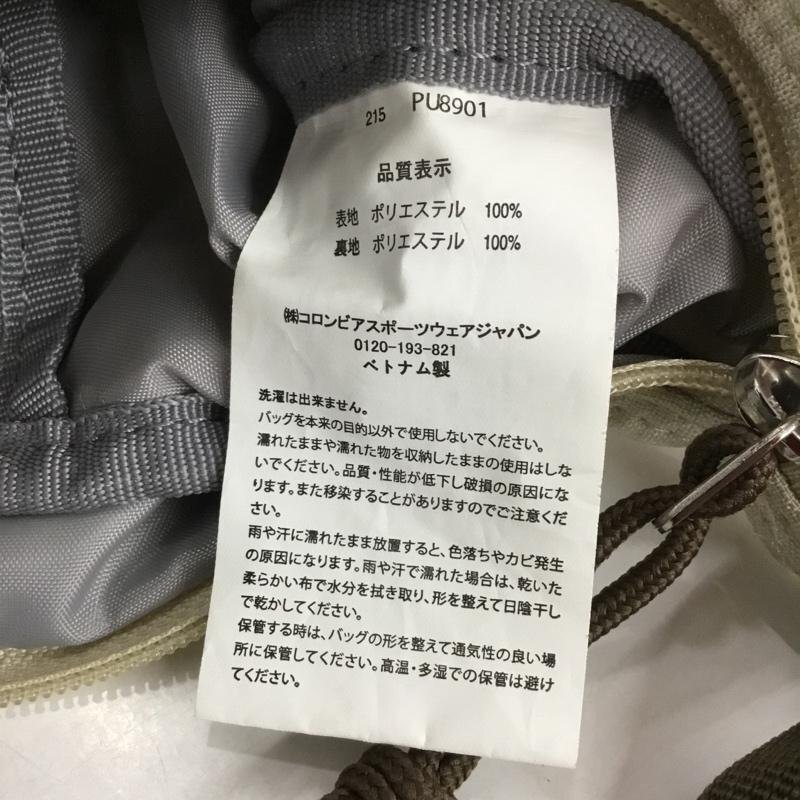 215 PU8901
品質表示
表地 ポリエステル 100%
裏地 ポリエステル 100%
㈱コロンビアスポーツウェアジャパン
0120-193-821
ベトナム製
洗濯は出来ません。
バッグを本来の目的以外で使用しないでください。
濡れたままや濡れた物を収納したままの使用はしな
いでください。品質・性能が低下し破損の原因にな
ります。また移染することがありますのでご注意くだ
さい。
雨や汗に濡れたまま放置すると、色落ちやカビ発生
の原因になります。雨や汗で濡れた場合は、乾いた
柔らかい布で水分を拭き取り、形を整えて日陰干し
で乾かしてください。
保管する時は、バッグの形を整えて通気性の良い場
所に保管してください。高温・多湿での保管は避け
てください。